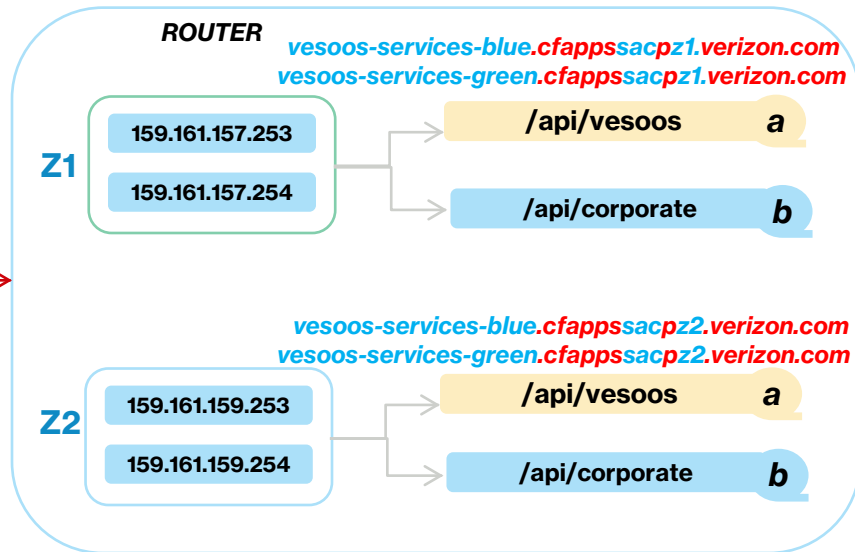 ROUTER
vesoos-services-blue.cfappssacpz1.verizon.com
vesoos-services-green.cfappssacpz1.verizon.com
Z1
159.161.157.253
159.161.157.254
/api/vesoos a
/api/corporate b
vesoos-services-blue.cfappssacpz2.verizon.com
vesoos-services-green.cfappssacpz2.verizon.com
Z2
159.161.159.253
159.161.159.254
/api/vesoos a
/api/corporate b